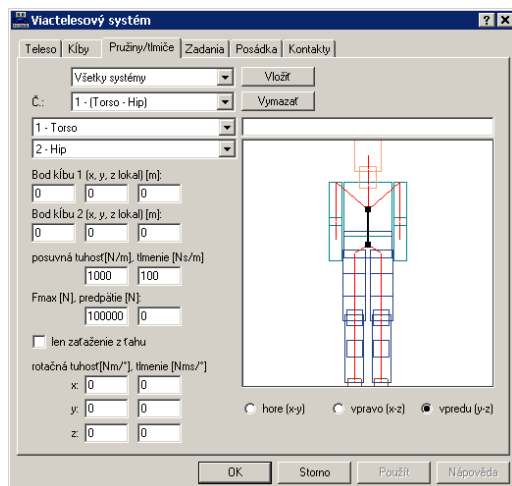 Viactelesový systém
Teleso Kĺby Pružiny/tlmiče Zadania Posádka Kontakty
Všetky systémy Vložiť
Č.: 1 - (Torso - Hip) Vymazať
1 - Torso
2 - Hip
Bod kĺbu 1 (x, y, z lokal) [m]:
0 0 0
Bod kĺbu 2 (x, y, z lokal) [m]:
0 0 0
posuvná tuhosť[N/m], tlmenie [Ns/m]
1000 100
Fmax [N], predpätie [N]:
100000 0
len zaťaženie z ťahu
rotačná tuhosť[Nm/°], tlmenie [Nms/°]
x: 0 0
y: 0 0
z: 0 0
hore (x-y) vpravo (x-z) vpredu (y-z)
OK Storno Použít Nápověda